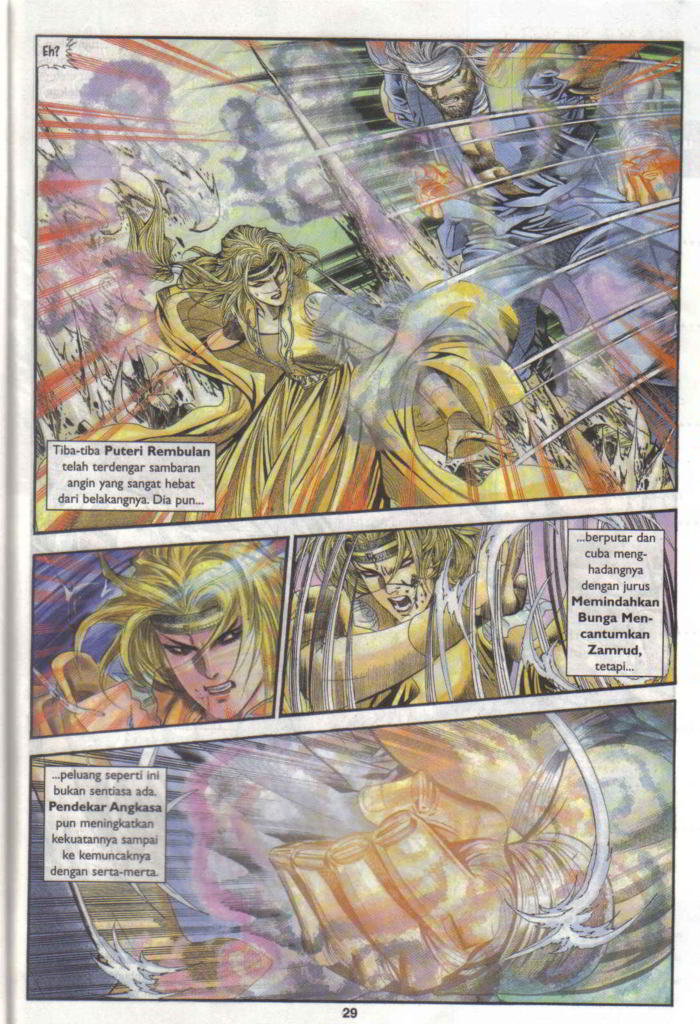 Eh?
Tiba-tiba Puteri Rembulan
telah terdengar sambaran
angin yang sangat hebat
dari belakangnya. Dia pun...
...berputar dan
cuba meng-
hadangnya
dengan jurus
Memindahkan
Bunga Men-
cantumkan
Zamrud,
tetapi...
...peluang seperti ini
bukan sentiasa ada.
Pendekar Angkasa
pun meningkatkan
kekuatannya sampai
ke kemuncaknya
dengan serta-merta.
29